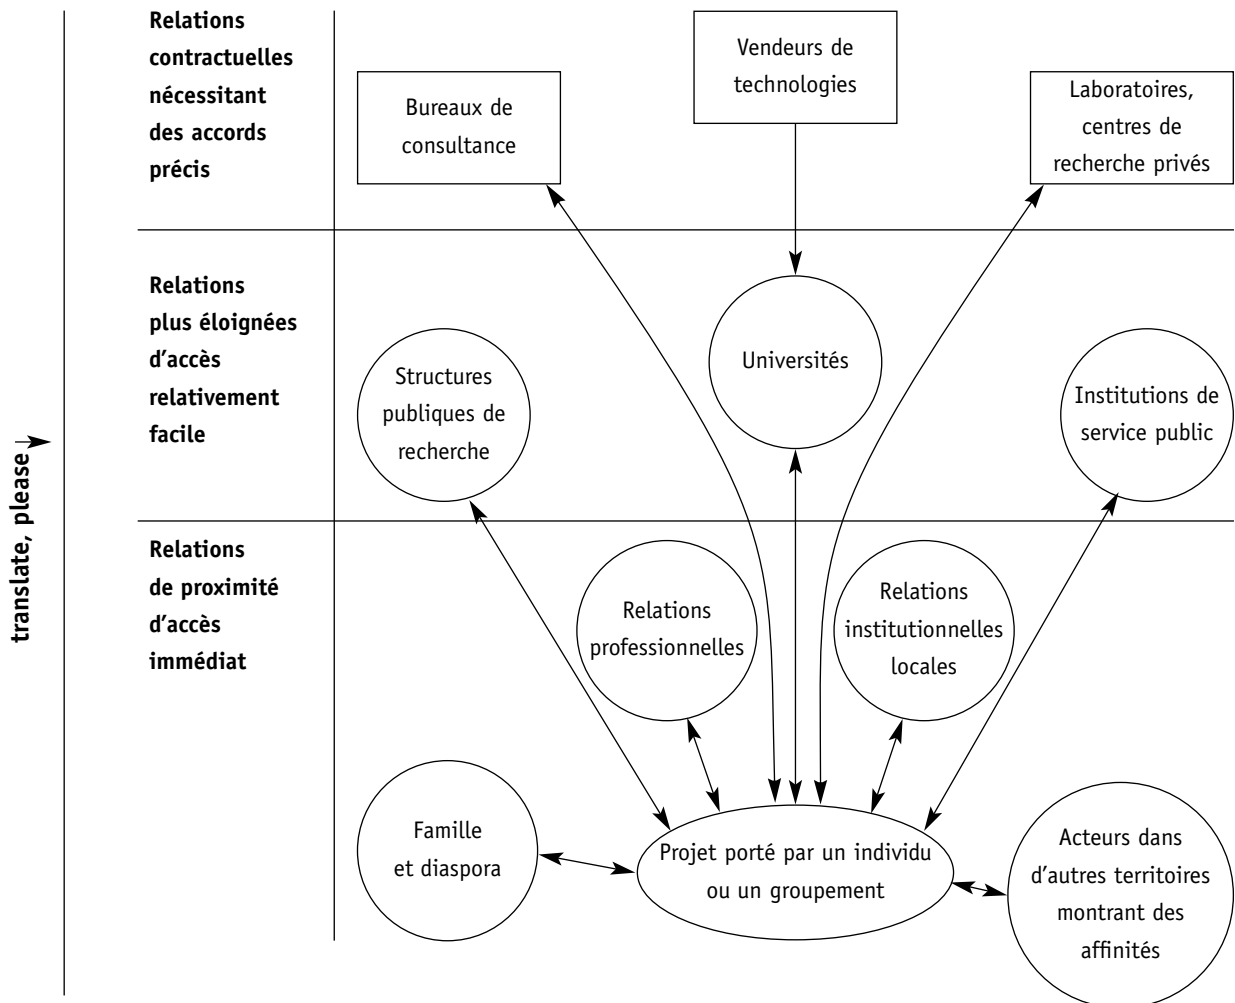 translate, please
Relations
contractuelles
nécessitant
des accords
précis
Bureaux de
consultance
Vendeurs de
technologies
Laboratoires,
centres de
recherche privés
Relations
plus éloignées
d'accès
relativement
facile
Structures
publiques de
recherche
Universités
Institutions de
service public
Relations
de proximité
d'accès
immédiat
Relations
professionnelles
Relations
institutionnelles
locales
Famille
et diaspora
Projet porté par un individu
ou un groupement
Acteurs dans
d'autres territoires
montrant des
affinités